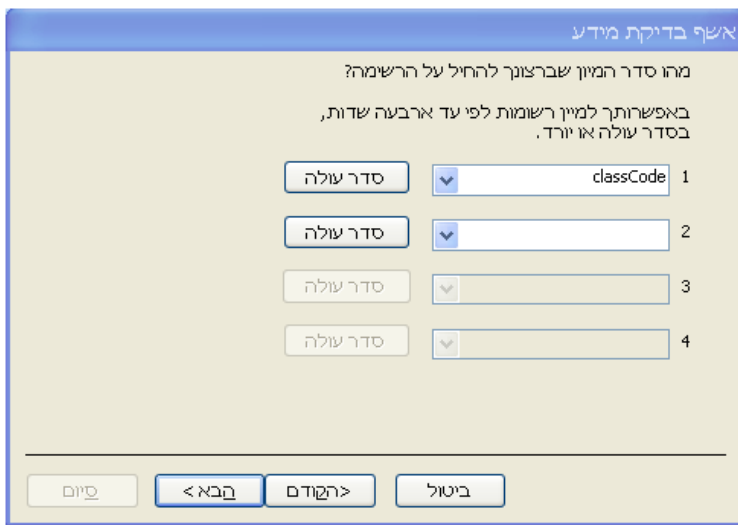 אשף בדיקת מידע
מהו סדר המיון שברצונך להחיל על הרשימה?
באפשרותך למיין רשומות לפי עד ארבעה שדות,
בסדר עולה או יורד.
1 classCode סדר עולה
2 סדר עולה
3 סדר עולה
4 סדר עולה
ביטול <הקודם הבא> סיום